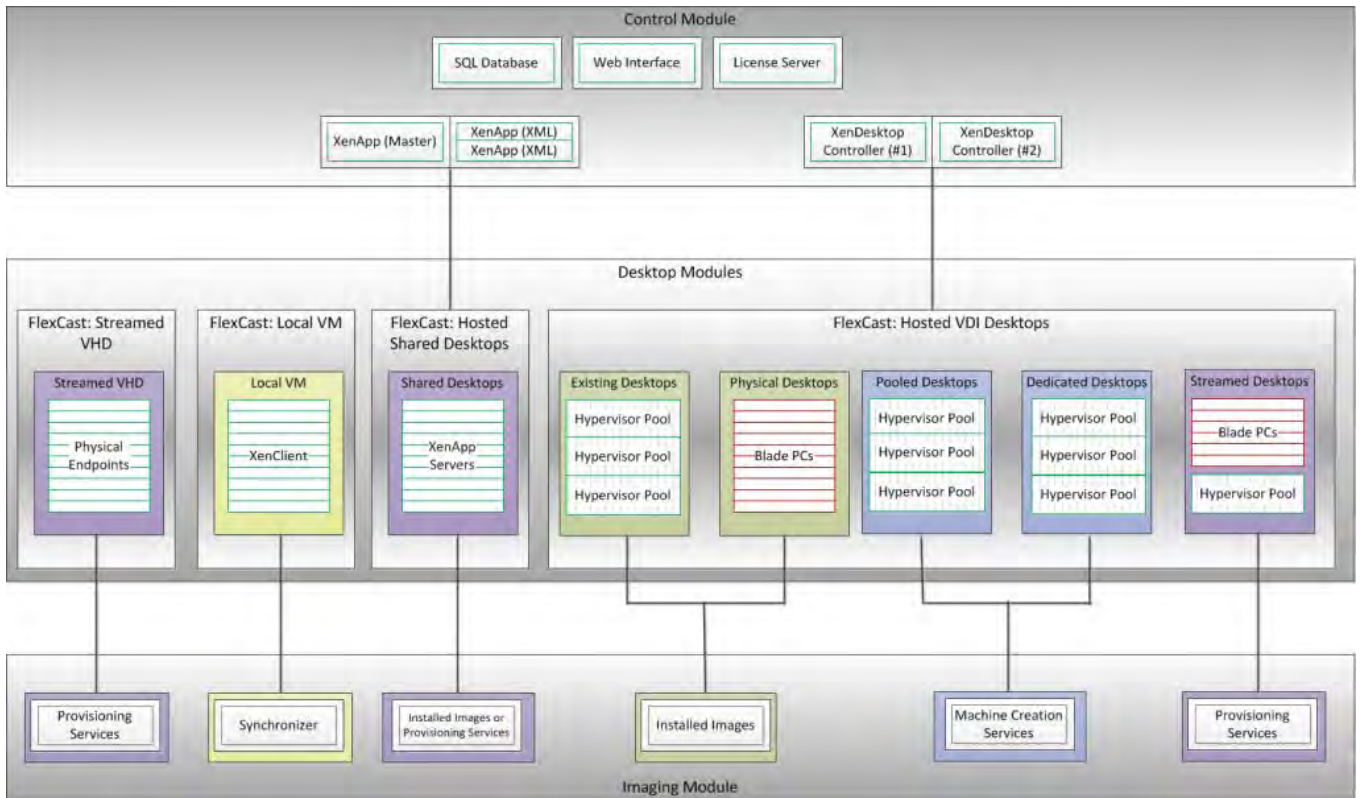 Control Module
SQL Database
Web Interface
License Server
XenApp (Master)
XenApp (XML)
XenApp (XML)
XenDesktop
Controller (#1)
XenDesktop
Controller (#2)
Desktop Modules
FlexCast: Streamed
VHD
FlexCast: Local VM
FlexCast: Hosted
Shared Desktops
FlexCast: Hosted VDI Desktops
Streamed VHD
Physical
Endpoints
Local VM
XenClient
Shared Desktops
XenApp
Servers
Existing Desktops
Hypervisor Pool
Hypervisor Pool
Hypervisor Pool
Physical Desktops
Blade PCs
Pooled Desktops
Hypervisor Pool
Hypervisor Pool
Hypervisor Pool
Dedicated Desktops
Hypervisor Pool
Hypervisor Pool
Hypervisor Pool
Streamed Desktops
Blade PCs
Hypervisor Pool
Provisioning
Services
Synchronizer
Installed Images or
Provisioning Services
Installed Images
Machine Creation
Services
Provisioning
Services
Imaging Module